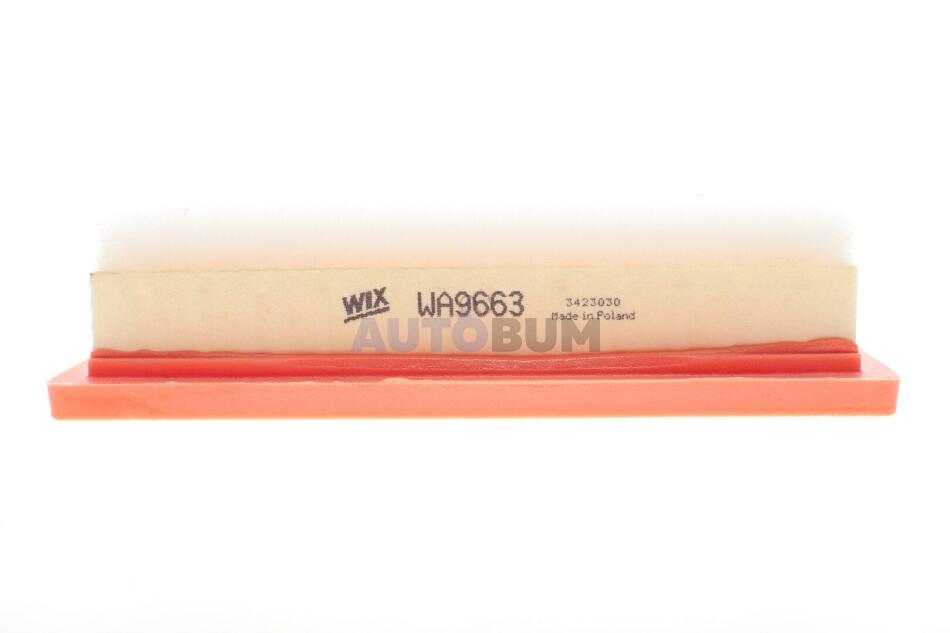 WIX WA9663 3423030
Made in Poland
AUTOBUM